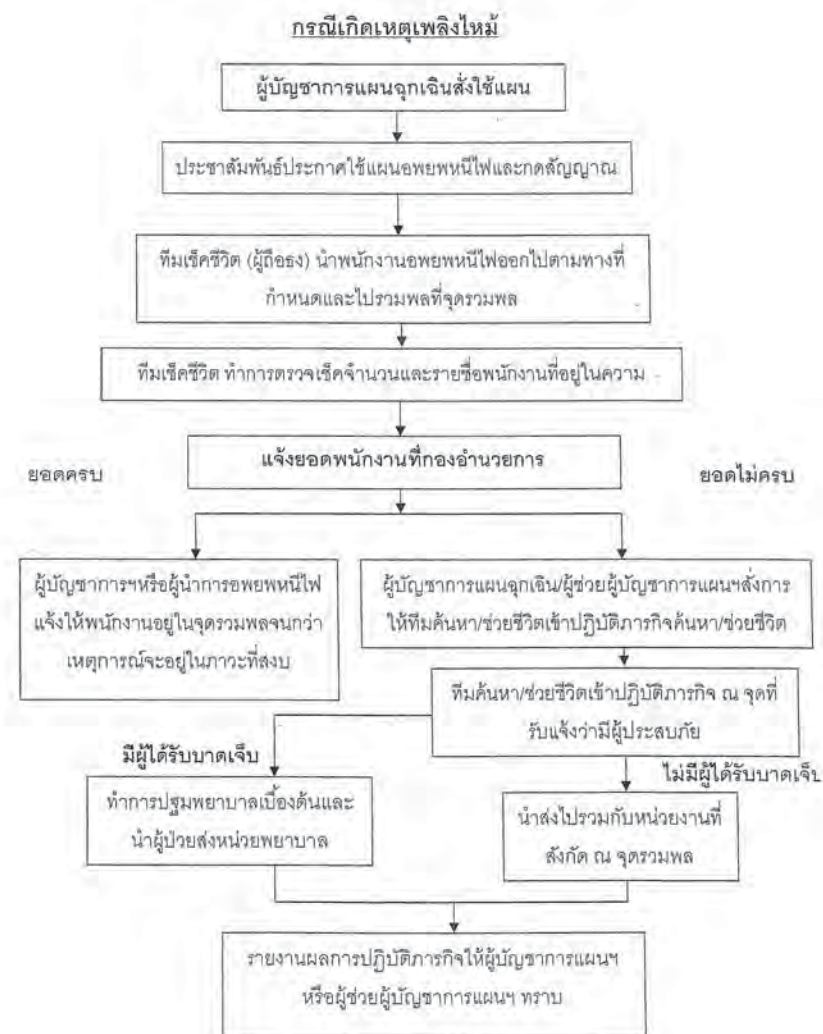 กรณีเกิดเหตุเพลิงไหม้
ผู้บัญชาการแผนฉุกเฉินสั่งใช้แผน
ประชาสัมพันธ์ประกาศใช้แผนอพยพหนีไฟและกดสัญญาณ
ทีมเช็คชีวิต (ผู้ถือธง) นำพนักงานอพยพหนีไฟออกไปตามทางที่
กำหนดและไปรวมพลที่จุดรวมพล
ทีมเช็คชีวิต ทำการตรวจเช็คจำนวนและรายชื่อพนักงานที่อยู่ในความ
แจ้งยอดพนักงานที่กองอำนวยการ
ยอดครบ
ยอดไม่ครบ
ผู้บัญชาการฯหรือผู้นำการอพยพหนีไฟ
แจ้งให้พนักงานอยู่ในจุดรวมพลจนกว่า
เหตุการณ์จะอยู่ในภาวะที่สงบ
ผู้บัญชาการแผนฉุกเฉิน/ผู้ช่วยผู้บัญชาการแผนฯสั่งการ
ให้ทีมค้นหา/ช่วยชีวิตเข้าปฏิบัติภารกิจค้นหา/ช่วยชีวิต
ทีมค้นหา/ช่วยชีวิตเข้าปฏิบัติภารกิจ ณ จุดที่
รับแจ้งว่ามีผู้ประสบภัย
มีผู้ได้รับบาดเจ็บ
ไม่มีผู้ได้รับบาดเจ็บ
ทำการปฐมพยาบาลเบื้องต้นและ
นำผู้ป่วยส่งหน่วยพยาบาล
นำส่งไปรวมกับหน่วยงานที่
สังกัด ณ จุดรวมพล
รายงานผลการปฏิบัติภารกิจให้ผู้บัญชาการแผนฯ
หรือผู้ช่วยผู้บัญชาการแผนฯ ทราบ